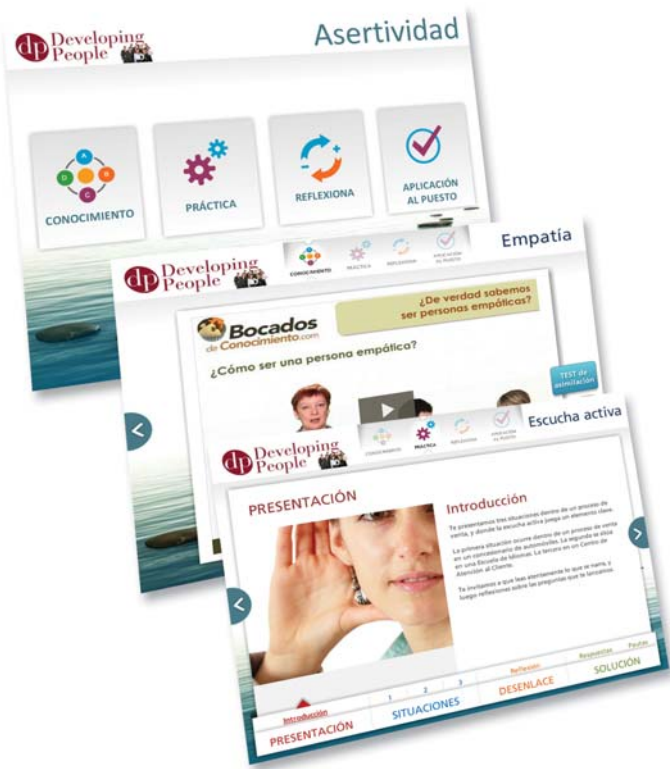 dp Developing
People
Asertividad
A
D
B
C
CONOCIMIENTO
PRÁCTICA
REFLEXIONA
APLICACIÓN
AL PUESTO
dp Developing
People
CONOCIMIENTO
PRÁCTICA
REFLEXIONA
APLICACIÓN
AL PUESTO
Empatía
Bocados
de Conocimiento.com
¿De verdad sabemos
ser personas empáticas?
¿Cómo ser una persona empática?
TEST de
asimilación
dp Developing
People
CONOCIMIENTO
PRÁCTICA
REFLEXIONA
APLICACIÓN
AL PUESTO
Escucha activa
PRESENTACIÓN
Introducción
Te presentamos tres situaciones dentro de un proceso de
venta, y donde la escucha activa juega un elemento clave.
La primera situación ocurre dentro de un proceso de venta
en un concesionario de automóviles. La segunda se sitúa
en una Escuela de Idiomas. La tercera en un Centro de
Atención al Cliente.
Te invitamos a que leas atentamente lo que se narra, y
luego reflexiones sobre las preguntas que te lanzamos.
Introducción
1 2 3
Reflexión
Respuestas Pautas
PRESENTACIÓN
SITUACIONES
DESENLACE
SOLUCIÓN